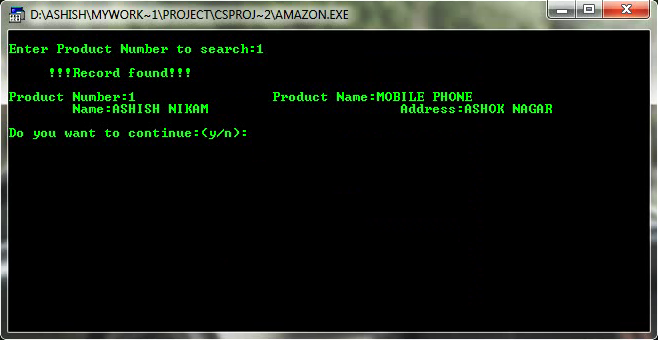 D:\ASHISH\MYWORK~1\PROJECT\CSPROJ~2\AMAZON.EXE
Enter Product Number to search:1
!!!Record found!!!
Product Number:1 Product Name:MOBILE PHONE
Name:ASHISH NIKAM Address:ASHOK NAGAR
Do you want to continue:(y/n):